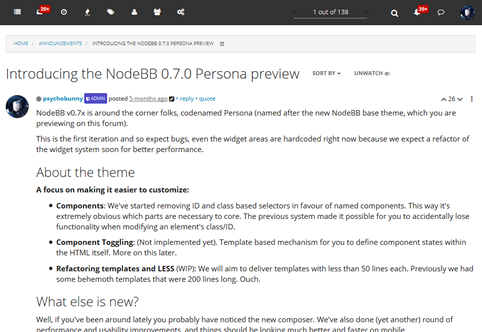 29+
1 out of 138
29+
HOME / ANNOUNCEMENTS / INTRODUCING THE NODEBB 0.7.0 PERSONA PREVIEW
Introducing the NodeBB 0.7.0 Persona preview SORT BY UNWATCH
psychobunny ADMIN posted 5 months ago • reply • quote 26
NodeBB v0.7x is around the corner folks, codenamed Persona (named after the new NodeBB base theme, which you are
previewing on this forum).
This is the first iteration and so expect bugs, even the widget areas are hardcoded right now because we expect a refactor of
the widget system soon for better performance.
About the theme
A focus on making it easier to customize:
• Components: We've started removing ID and class based selectors in favour of named components. This way it's
extremely obvious which parts are necessary to core. The previous system made it possible for you to accidentally lose
functionality when modifying an element's class/ID.
• Component Toggling: (Not implemented yet). Template based mechanism for you to define component states within
the HTML itself. More on this later.
• Refactoring templates and LESS (WIP): We will aim to deliver templates with less than 50 lines each. Previously we had
some behemoth templates that were 200 lines long. Ouch.
What else is new?
Well, if you've been around lately you probably have noticed the new composer. We've also done (yet another) round of
performance and usability improvements, and things should be looking much better and faster on mobile.